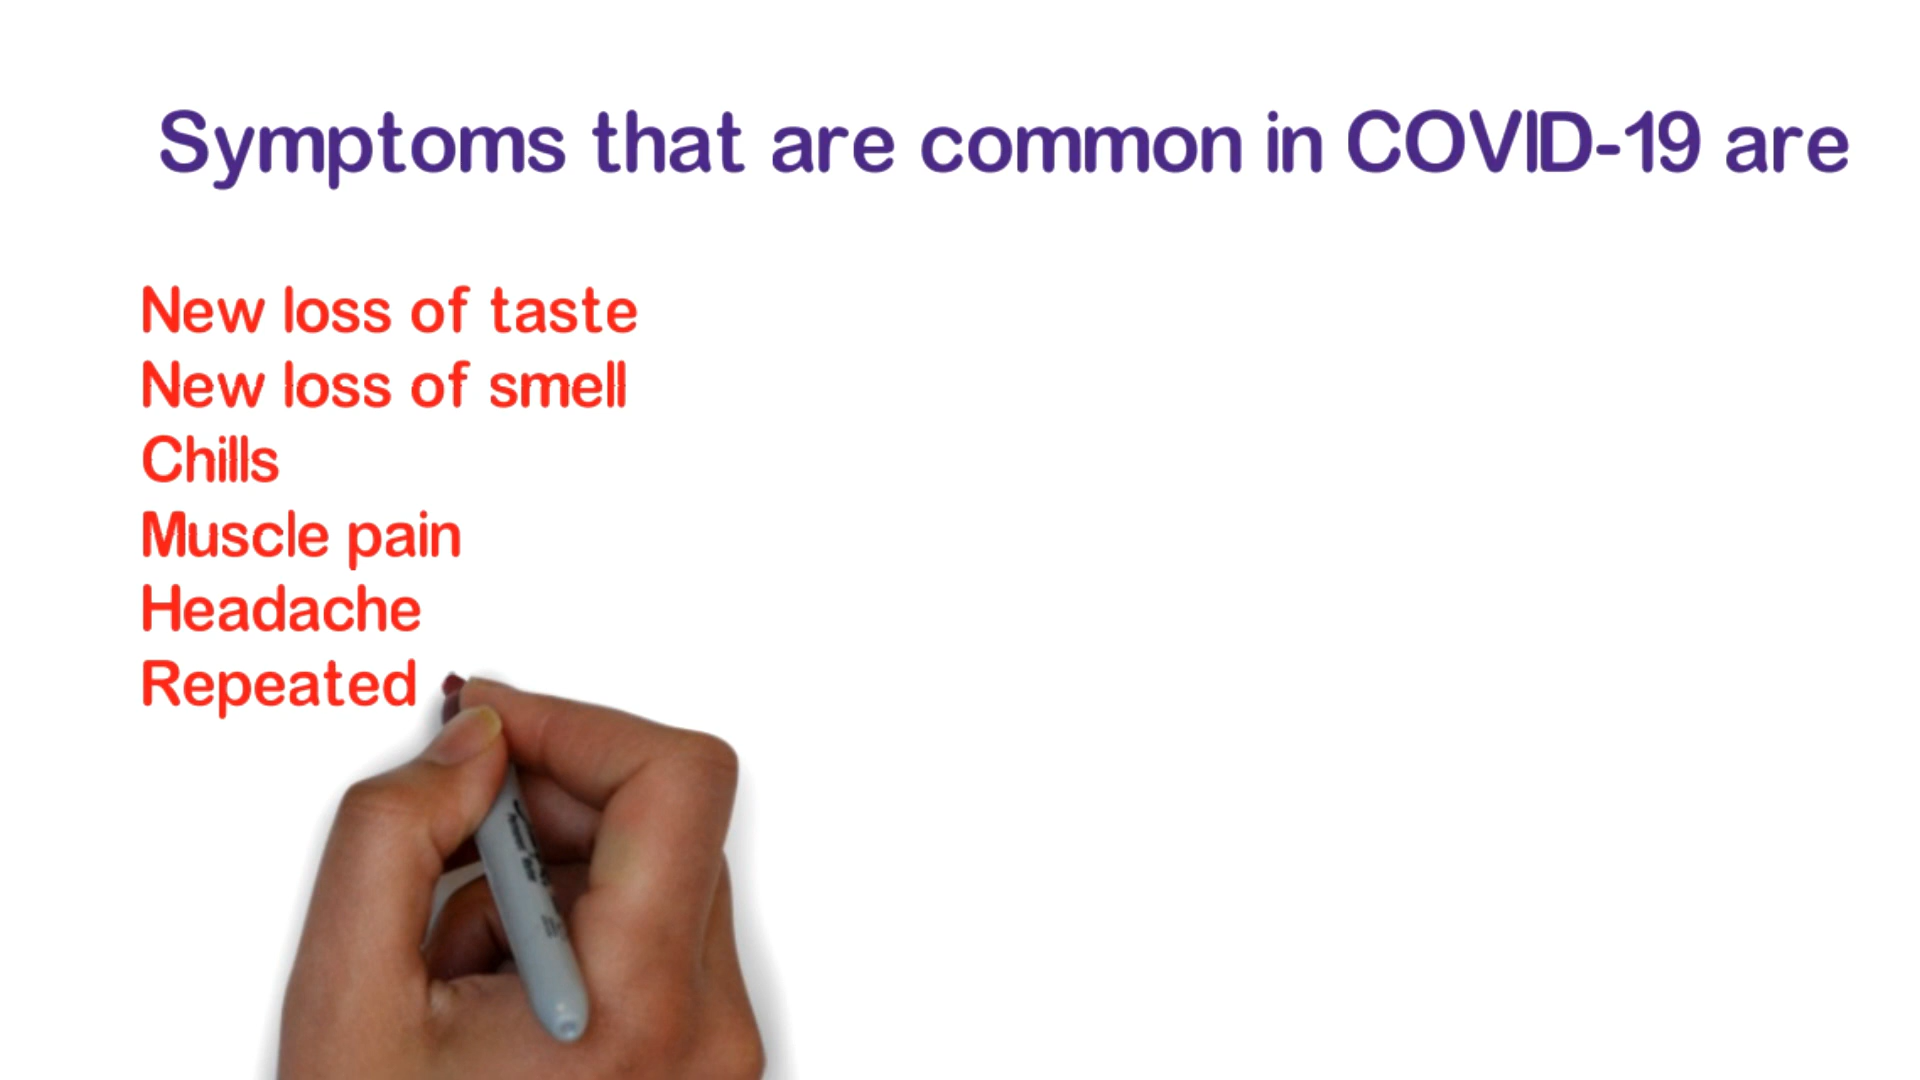 Symptoms that are common in COVID-19 are
New loss of taste
New loss of smell
Chills
Muscle pain
Headache
Repeated